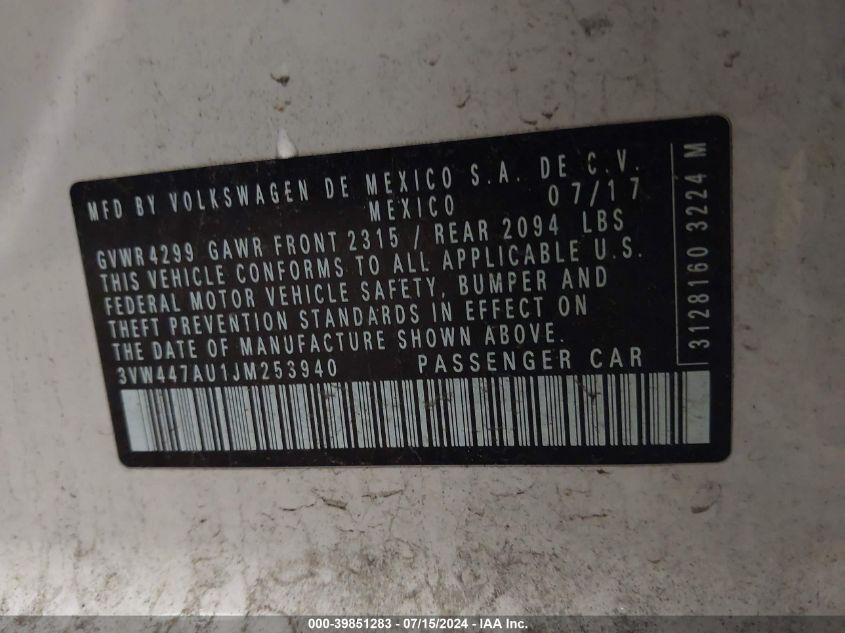 MFD BY VOLKSWAGEN DE MEXICO S.A. DE C.V.
MEXICO 07/17
GVWR 4299 GAWR FRONT 2315 / REAR 2094 LBS
THIS VEHICLE CONFORMS TO ALL APPLICABLE U.S.
FEDERAL MOTOR VEHICLE SAFETY, BUMPER AND
THEFT PREVENTION STANDARDS IN EFFECT ON
THE DATE OF MANUFACTURE SHOWN ABOVE.
3VW447AU1JM253940 PASSENGER CAR
3128160 3224 M
000-39851283 - 07/15/2024 - IAA Inc.